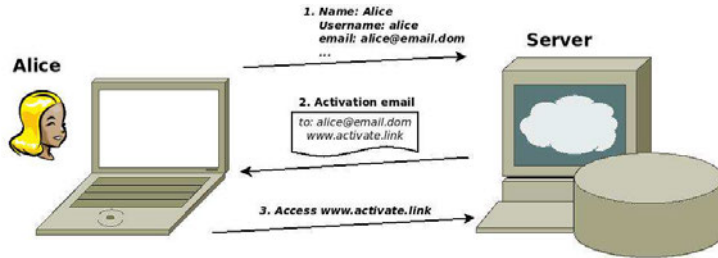 1. Name: Alice
Username: alice
email: alice@email.dom
...
Server
Alice
2. Activation email
to: alice@email.dom
www.activate.link
3. Access www.activate.link